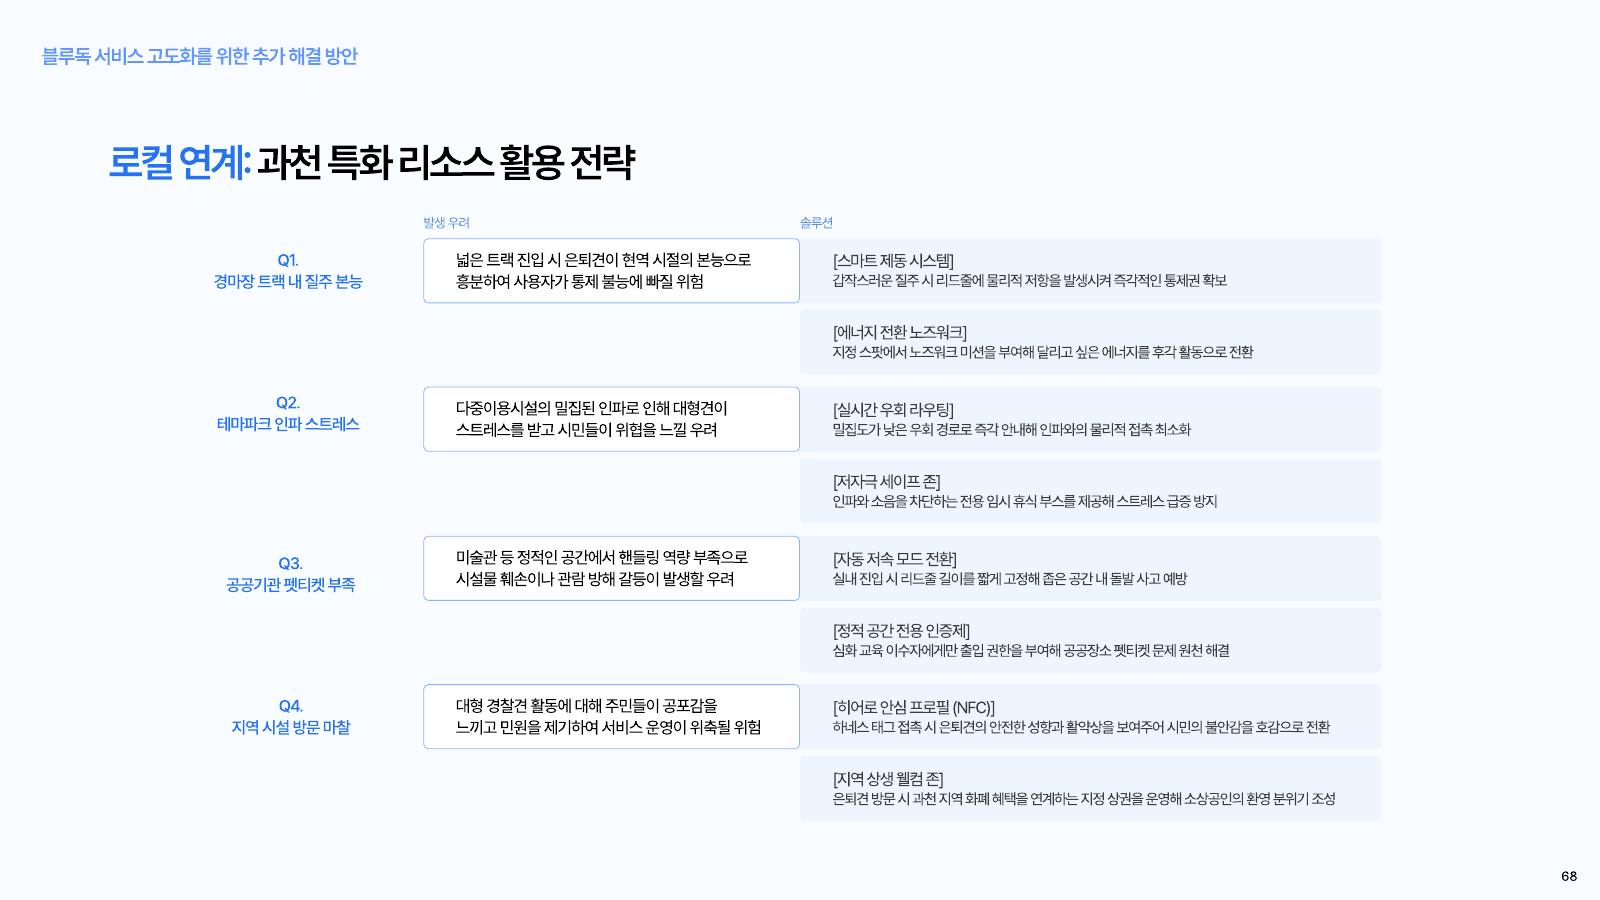 블루독 서비스 고도화를 위한 추가 해결 방안
로컬 연계: 과천 특화 리소스 활용 전략
발생 우려
솔루션
Q1.
경마장 트랙 내 질주 본능
넓은 트랙 진입 시 은퇴견이 현역 시절의 본능으로
흥분하여 사용자가 통제 불능에 빠질 위험
[스마트 제동 시스템]
갑작스러운 질주 시 리드줄에 물리적 저항을 발생시켜 즉각적인 통제권 확보
[에너지 전환 노즈워크]
지정 스팟에서 노즈워크 미션을 부여해 달리고 싶은 에너지를 후각 활동으로 전환
Q2.
테마파크 인파 스트레스
다중이용시설의 밀집된 인파로 인해 대형견이
스트레스를 받고 시민들이 위협을 느낄 우려
[실시간 우회 라우팅]
밀집도가 낮은 우회 경로로 즉각 안내해 인파와의 물리적 접촉 최소화
[저자극 세이프 존]
인파와 소음을 차단하는 전용 임시 휴식 부스를 제공해 스트레스 급증 방지
Q3.
공공기관 펫티켓 부족
미술관 등 정적인 공간에서 핸들링 역량 부족으로
시설물 훼손이나 관람 방해 갈등이 발생할 우려
[자동 저속 모드 전환]
실내 진입 시 리드줄 길이를 짧게 고정해 좁은 공간 내 돌발 사고 예방
[정적 공간 전용 인증제]
심화 교육 이수자에게만 출입 권한을 부여해 공공장소 펫티켓 문제 원천 해결
Q4.
지역 시설 방문 마찰
대형 경찰견 활동에 대해 주민들이 공포감을
느끼고 민원을 제기하여 서비스 운영이 위축될 위험
[히어로 안심 프로필 (NFC)]
하네스 태그 접촉 시 은퇴견의 안전한 성향과 활약상을 보여주어 시민의 불안감을 호감으로 전환
[지역 상생 웰컴 존]
은퇴견 방문 시 과천 지역 화폐 혜택을 연계하는 지정 상권을 운영해 소상공인의 환영 분위기 조성
68